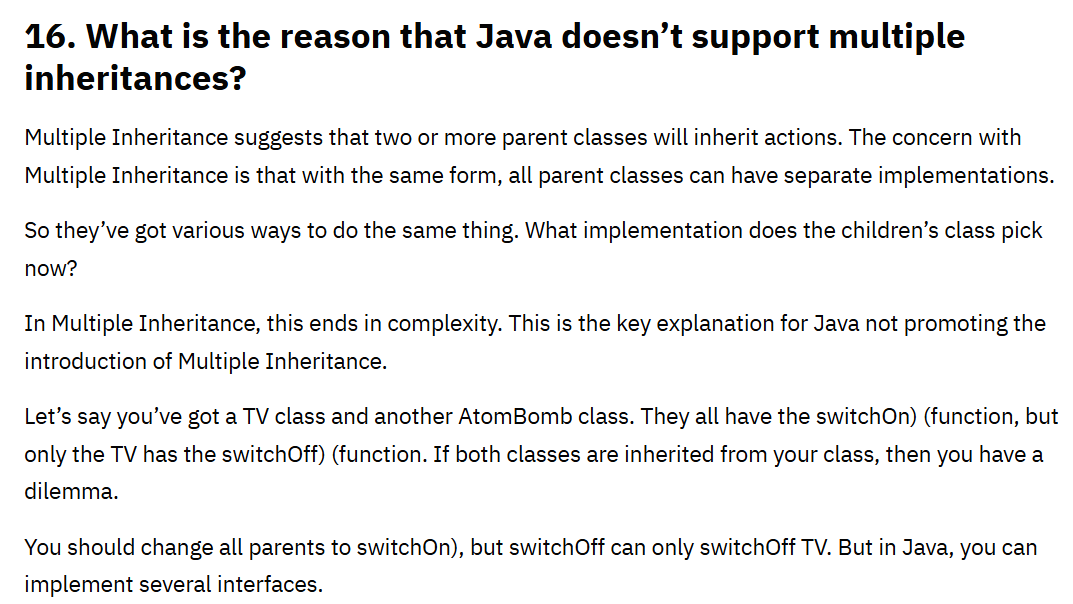 16. What is the reason that Java doesn’t support multiple
inheritances?
Multiple Inheritance suggests that two or more parent classes will inherit actions. The concern with
Multiple Inheritance is that with the same form, all parent classes can have separate implementations.
So they’ve got various ways to do the same thing. What implementation does the children’s class pick
now?
In Multiple Inheritance, this ends in complexity. This is the key explanation for Java not promoting the
introduction of Multiple Inheritance.
Let’s say you’ve got a TV class and another AtomBomb class. They all have the switchOn) (function, but
only the TV has the switchOff) (function. If both classes are inherited from your class, then you have a
dilemma.
You should change all parents to switchOn), but switchOff can only switchOff TV. But in Java, you can
implement several interfaces.